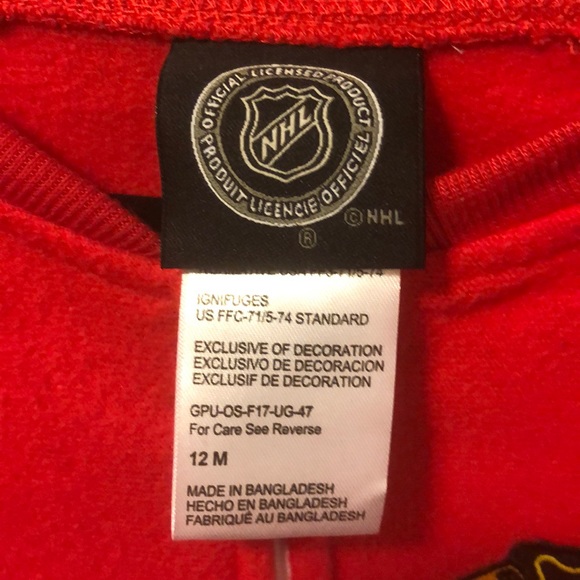 OFFICIAL LICENSED PRODUCT
NHL
PRODUIT LICENCIÉ OFFICIEL
© NHL
®
IGNIFUGES
US FFC-71/5-74 STANDARD
EXCLUSIVE OF DECORATION
EXCLUSIVO DE DECORACION
EXCLUSIF DE DECORATION
GPU-OS-F17-UG-47
For Care See Reverse
12 M
MADE IN BANGLADESH
HECHO EN BANGLADESH
FABRIQUÉ AU BANGLADESH